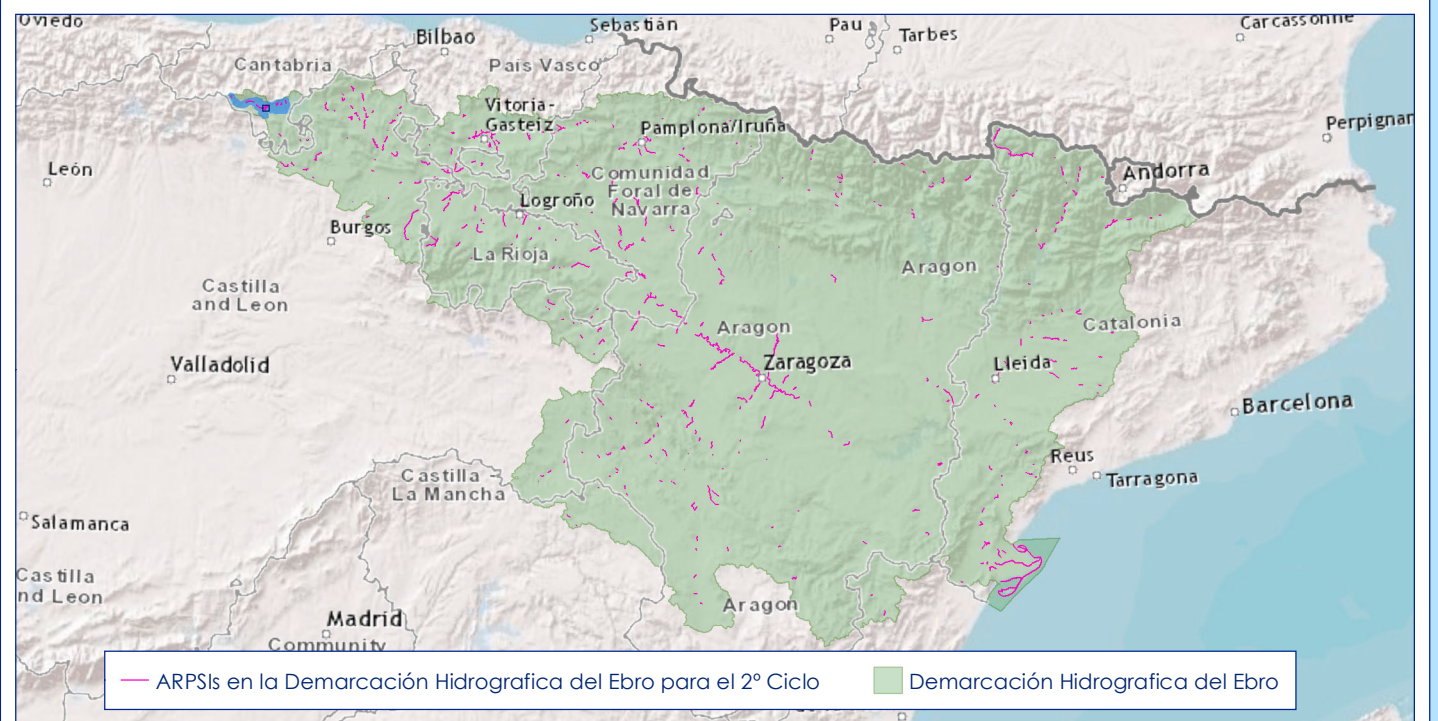 Oviedo
Sebastián
Pau
Carcassonne
Bilbao
Tarbes
Cantabria
Pais Vasco
Vitoria-
Gasteiz
Pamplona/Iruña
Perpignan
León
Andorra
Comunidad
Foral de
Navarra
Logroño
Burgos
La Rioja
Aragon
Castilla
and Leon
Aragon
Catalonia
Valladolid
Zaragoza
Lleida
Barcelona
Reus
Castilla
La Mancha
Tarragona
Salamanca
Castilla
nd Leon
Aragon
Madrid
Community
ARPSIs en la Demarcación Hidrografica del Ebro para el 2º Ciclo
Demarcación Hidrografica del Ebro